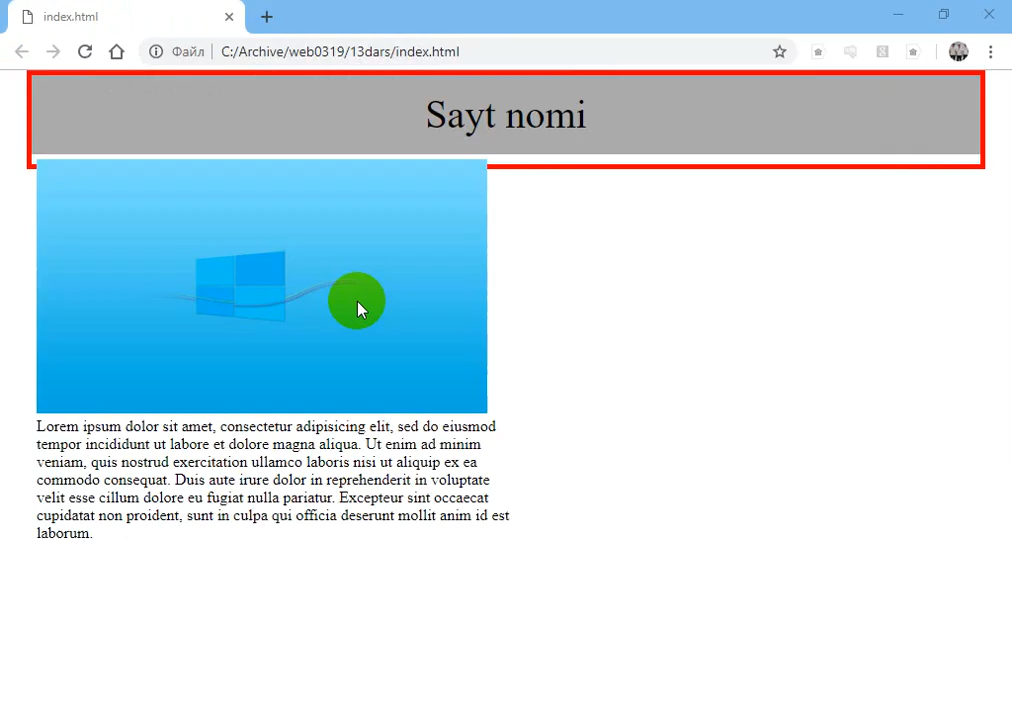 index.html
Файл
C:/Archive/web0319/13dars/index.html
Sayt nomi
Lorem ipsum dolor sit amet, consectetur adipisicing elit, sed do eiusmod
tempor incididunt ut labore et dolore magna aliqua. Ut enim ad minim
veniam, quis nostrud exercitation ullamco laboris nisi ut aliquip ex ea
commodo consequat. Duis aute irure dolor in reprehenderit in voluptate
velit esse cillum dolore eu fugiat nulla pariatur. Excepteur sint occaecat
cupidatat non proident, sunt in culpa qui officia deserunt mollit anim id est
laborum.